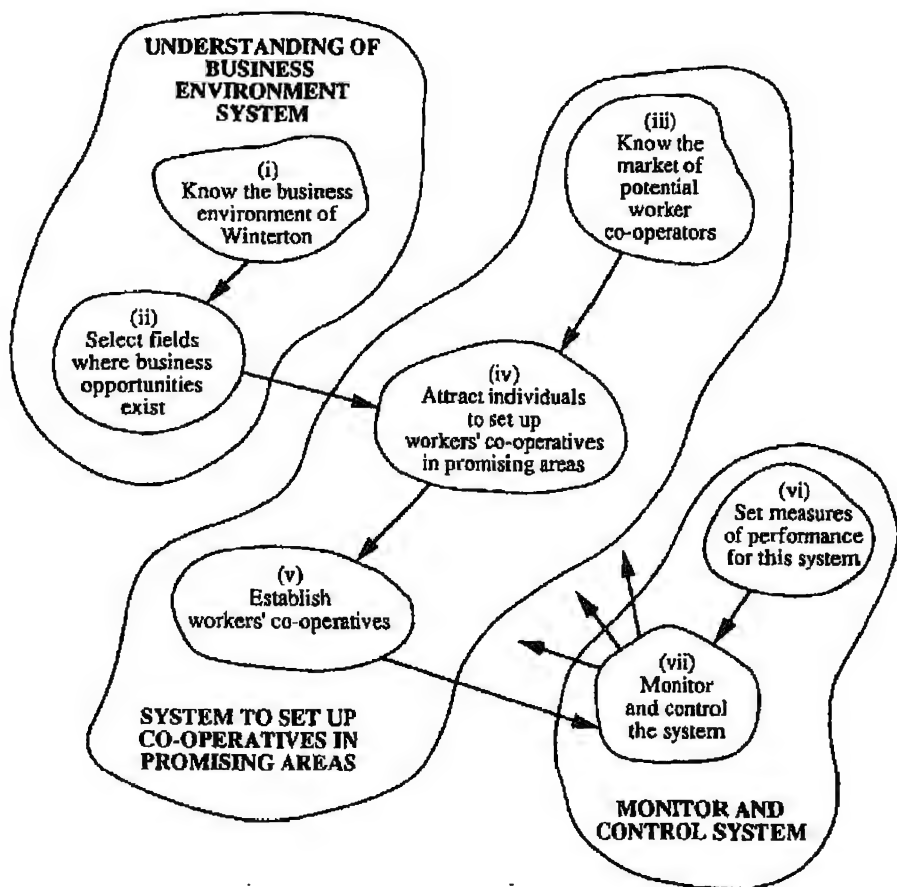 UNDERSTANDING OF
BUSINESS
ENVIRONMENT
SYSTEM
(i)
Know the business
environment of
Winterton
(ii)
Select fields
where business
opportunities
exist
(iii)
Know the
market of
potential
worker
co-operators
(iv)
Attract individuals
to set up
workers' co-operatives
in promising areas
(v)
Establish
workers' co-operatives
(vi)
Set measures
of performance
for this system
(vii)
Monitor
and control
the system
SYSTEM TO SET UP
CO-OPERATIVES IN
PROMISING AREAS
MONITOR AND
CONTROL SYSTEM